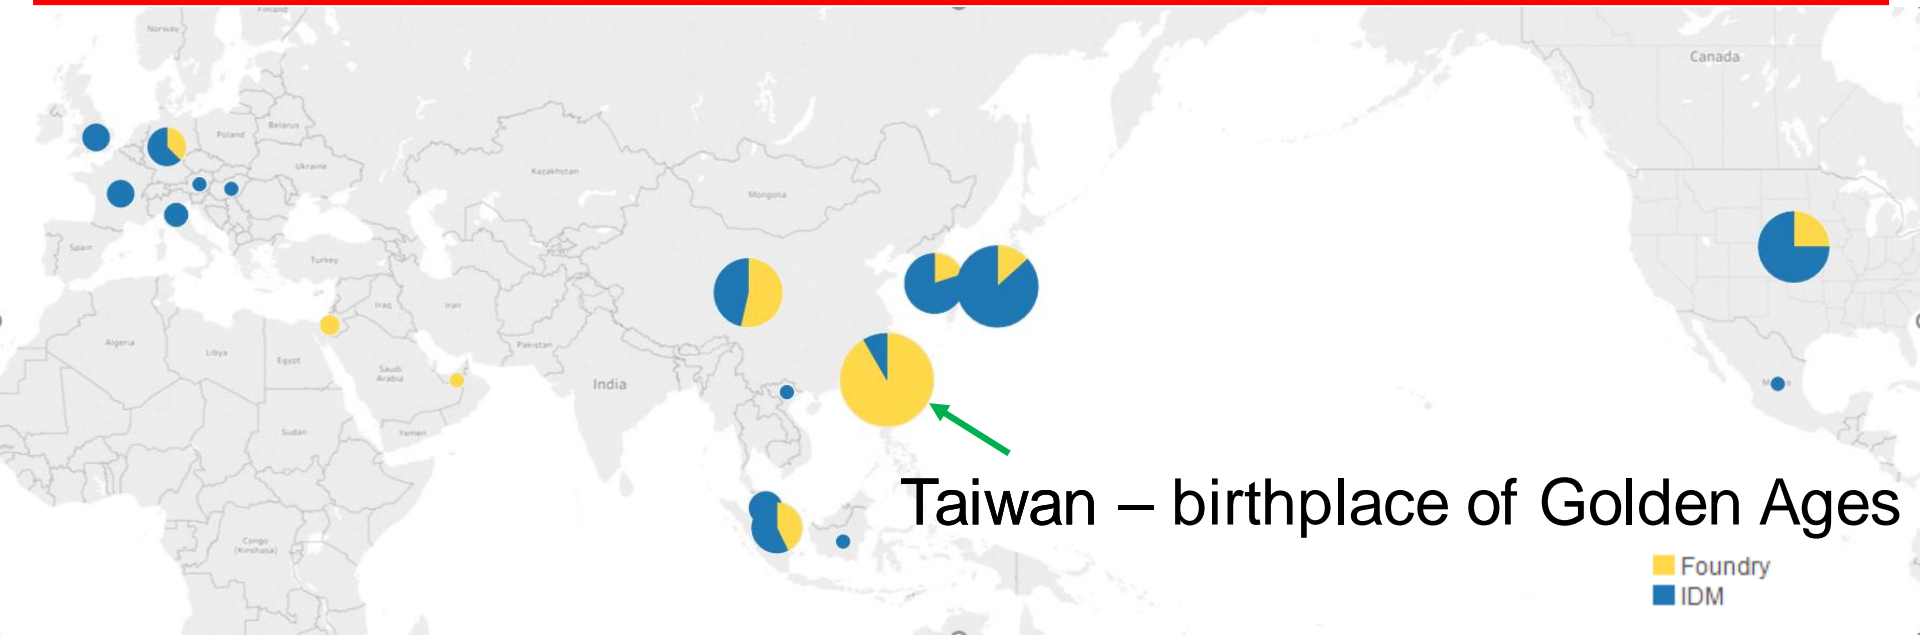 Finland
Norway
Canada
Belarus
Poland
Ukraine
Kazakhstan
Mongolia
Spain
Turkey
Iraq
Iran
Algeria
Libya
Egypt
Pakistan
Saudi
Arabia
India
Sudan
Yemen
Taiwan – birthplace of Golden Ages
Congo
(Kinshasa)
Foundry
IDM